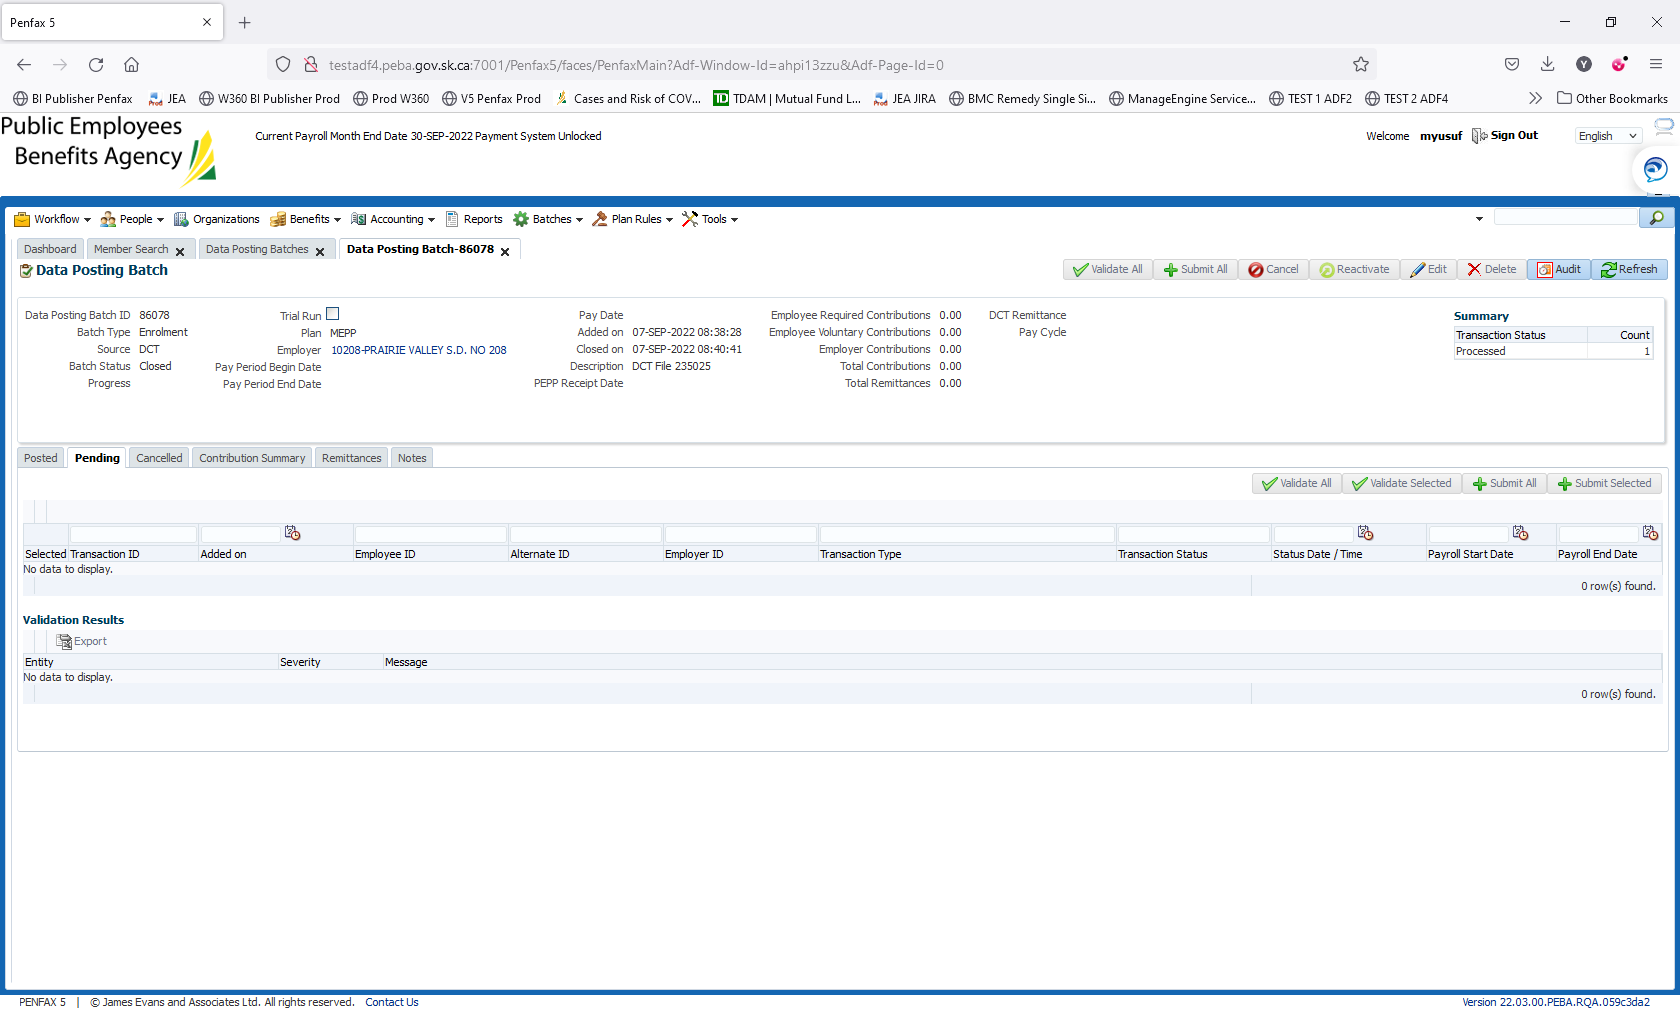 Penfax 5
testadf4.peba.gov.sk.ca:7001/Penfax5/faces/PenfaxMain?Adf-Window-Id=ahpi13zzu&Adf-Page-Id=0
BI Publisher Penfax JEA W360 BI Publisher Prod Prod W360 V5 Penfax Prod Cases and Risk of COV... TDAM | Mutual Fund L... JEA JIRA BMC Remedy Single Si... ManageEngine Service... TEST 1 ADF2 TEST 2 ADF4 Other Bookmarks
Public Employees
Benefits Agency
Current Payroll Month End Date 30-SEP-2022 Payment System Unlocked
Welcome myusuf Sign Out English
Workflow People Organizations Benefits Accounting Reports Batches Plan Rules Tools
Dashboard Member Search Data Posting Batches Data Posting Batch-86078
Data Posting Batch
Validate All Submit All Cancel Reactivate Edit Delete Audit Refresh
Data Posting Batch ID 86078 Trial Run Pay Date Employee Required Contributions 0.00 DCT Remittance Summary
Batch Type Enrolment Plan MEPP Added on 07-SEP-2022 08:38:28 Employee Voluntary Contributions 0.00 Pay Cycle Transaction Status Count
Source DCT Employer 10208-PRAIRIE VALLEY S.D. NO 208 Closed on 07-SEP-2022 08:40:41 Employer Contributions 0.00 Processed 1
Batch Status Closed Pay Period Begin Date Description DCT File 235025 Total Contributions 0.00
Progress Pay Period End Date PEPP Receipt Date Total Remittances 0.00
Posted Pending Cancelled Contribution Summary Remittances Notes
Validate All Validate Selected Submit All Submit Selected
Selected Transaction ID Added on Employee ID Alternate ID Employer ID Transaction Type Transaction Status Status Date / Time Payroll Start Date Payroll End Date
No data to display.
0 row(s) found.
Validation Results
Export
Entity Severity Message
No data to display.
0 row(s) found.
PENFAX 5 | © James Evans and Associates Ltd. All rights reserved. Contact Us Version 22.03.00.PEBA.RQA.059c3da2